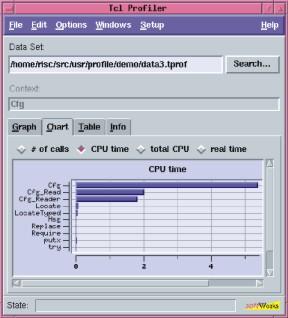 Tcl Profiler
File Edit Options Windows Setup Help
Data Set:
/home/risc/src/usr/profile/demo/data3.tprof Search...
Context:
Cfg
Graph Chart Table Info
# of calls CPU time total CPU real time
CPU time
Cfg
Cfg_Read
Cfg_Reader
Locate
LocateTyped
Msg
Replace
Require
putx
try_
0 2 4
State: softWorks